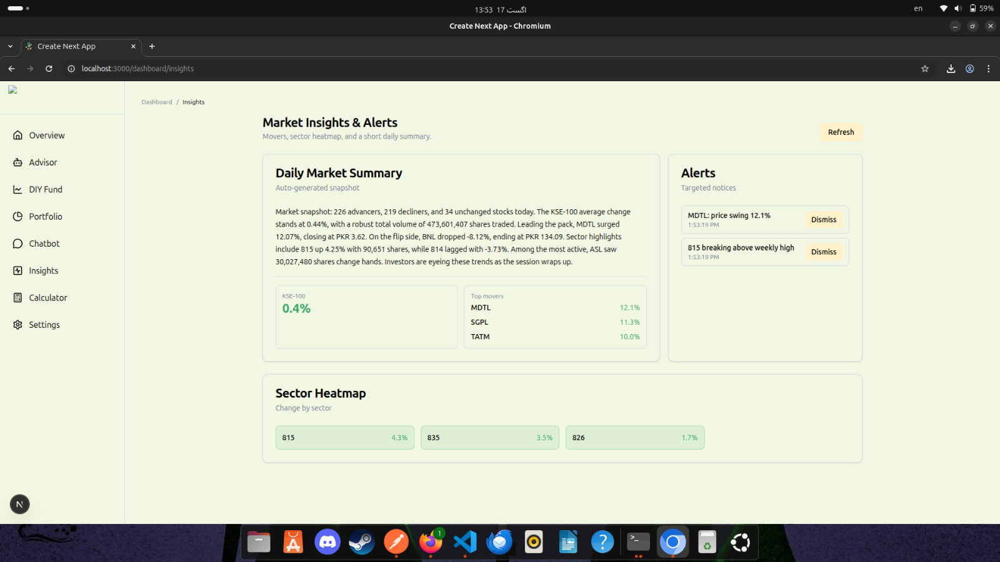 13:53 17 اگست
en
59%
Create Next App - Chromium
Create Next App
localhost:3000/dashboard/insights
Dashboard / Insights
Overview
Advisor
DIY Fund
Portfolio
Chatbot
Insights
Calculator
Settings
Market Insights & Alerts
Movers, sector heatmap, and a short daily summary.
Refresh
Daily Market Summary
Auto-generated snapshot
Market snapshot: 226 advancers, 219 decliners, and 34 unchanged stocks today. The KSE-100 average change
stands at 0.44%, with a robust total volume of 473,601,407 shares traded. Leading the pack, MDTL surged
12.07%, closing at PKR 3.62. On the flip side, BNL dropped -8.12%, ending at PKR 134.09. Sector highlights
include 815 up 4.25% with 90,651 shares, while 814 lagged with -3.73%. Among the most active, ASL saw
30,027,480 shares change hands. Investors are eyeing these trends as the session wraps up.
KSE-100
0.4%
Top movers
MDTL 12.1%
SGPL 11.3%
TATM 10.0%
Alerts
Targeted notices
MDTL: price swing 12.1%
1:53:19 PM
Dismiss
815 breaking above weekly high
1:53:19 PM
Dismiss
Sector Heatmap
Change by sector
815 4.3%
835 3.5%
826 1.7%
N
1